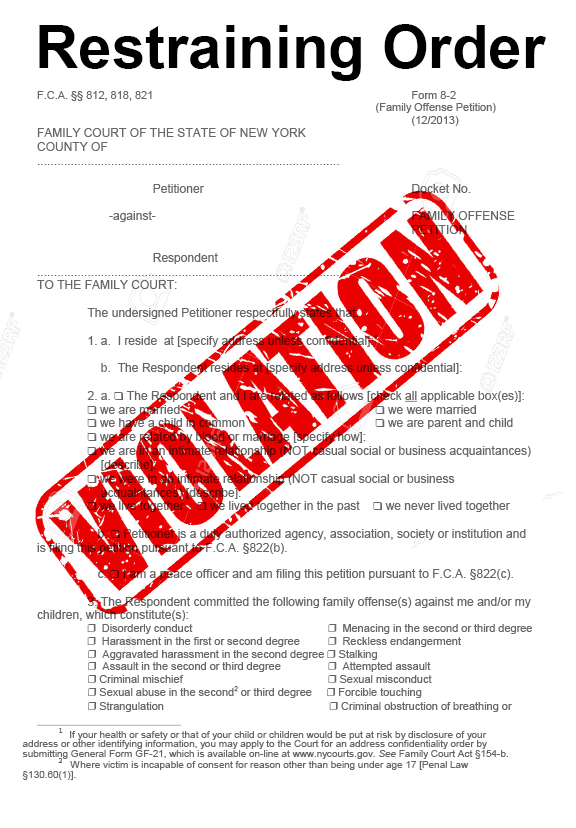 Restraining Order
F.C.A. §§ 812, 818, 821 Form 8-2
(Family Offense Petition)
(12/2013)
FAMILY COURT OF THE STATE OF NEW YORK
COUNTY OF
.............................................................................................
Petitioner Docket No.
-against- FAMILY OFFENSE
PETITION
Respondent
.............................................................................................
TO THE FAMILY COURT:
The undersigned Petitioner respectfully states that:
1. a. I reside at [specify address unless confidential]
b. The Respondent resides at [specify address unless confidential]:
2. a. ❒ The Respondent and I are related as follows [check all applicable box(es)]:
❒ we are married ❒ we were married
❒ we have a child in common ❒ we are parent and child
❒ we are related by blood or marriage [specify how]:
❒ we are in an intimate relationship (NOT casual social or business acquaintances)
[describe]:
❒ we were in an intimate relationship (NOT casual social or business
acquaintances) [describe]:
❒ we live together ❒ we lived together in the past ❒ we never lived together
b. ❒ Petitioner is a duly authorized agency, association, society or institution and
is filing this petition pursuant to F.C.A. §822(b).
c. ❒ I am a peace officer and am filing this petition pursuant to F.C.A. §822(c).
3. The Respondent committed the following family offense(s) against me and/or my
children, which constitute(s):
❒ Disorderly conduct ❒ Menacing in the second or third degree
❒ Harassment in the first or second degree ❒ Reckless endangerment
❒ Aggravated harassment in the second degree ❒ Stalking
❒ Assault in the second or third degree ❒ Attempted assault
❒ Criminal mischief ❒ Sexual misconduct
❒ Sexual abuse in the second² or third degree ❒ Forcible touching
❒ Strangulation ❒ Criminal obstruction of breathing or
¹ If your health or safety or that of your child or children would be put at risk by disclosure of your
address or other identifying information, you may apply to the Court for an address confidentiality order by
submitting General Form GF-21, which is available on-line at www.nycourts.gov. See Family Court Act §154-b.
² Where victim is incapable of consent for reason other than being under age 17 [Penal Law
§130.60(1)].
VIOLATION
123RF